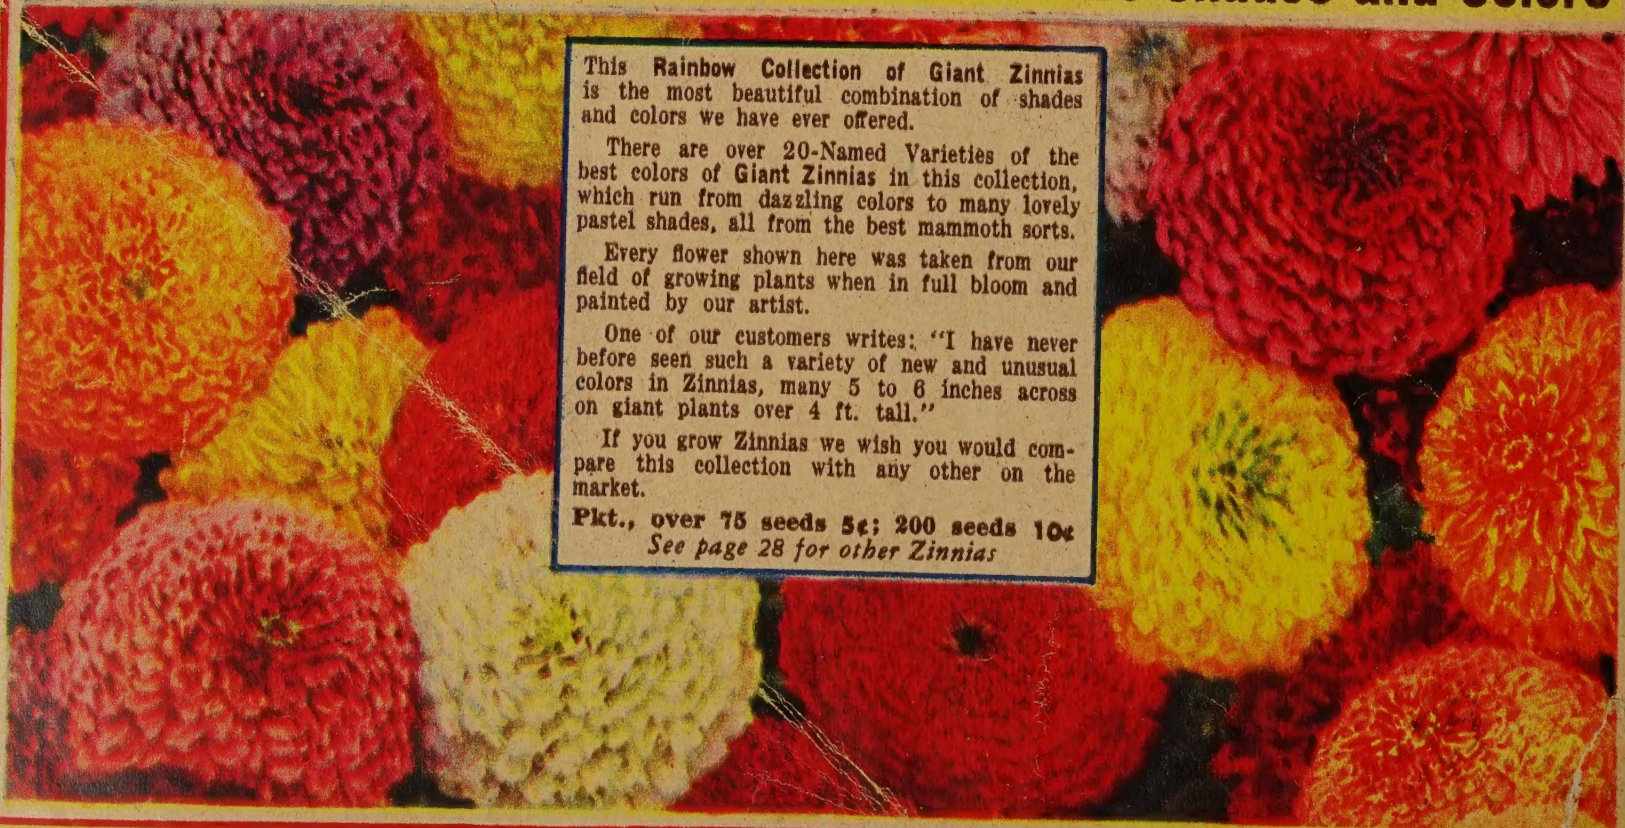 and Colors
This Rainbow Collection of Giant Zinnias
is the most beautiful combination of shades
and colors we have ever offered.
There are over 20-Named Varieties of the
best colors of Giant Zinnias in this collection,
which run from dazzling colors to many lovely
pastel shades, all from the best mammoth sorts.
Every flower shown here was taken from our
field of growing plants when in full bloom and
painted by our artist.
One of our customers writes: "I have never
before seen such a variety of new and unusual
colors in Zinnias, many 5 to 6 inches across
on giant plants over 4 ft. tall."
If you grow Zinnias we wish you would com-
pare this collection with any other on the
market.
Pkt., over 75 seeds 5¢; 200 seeds 10¢
See page 28 for other Zinnias